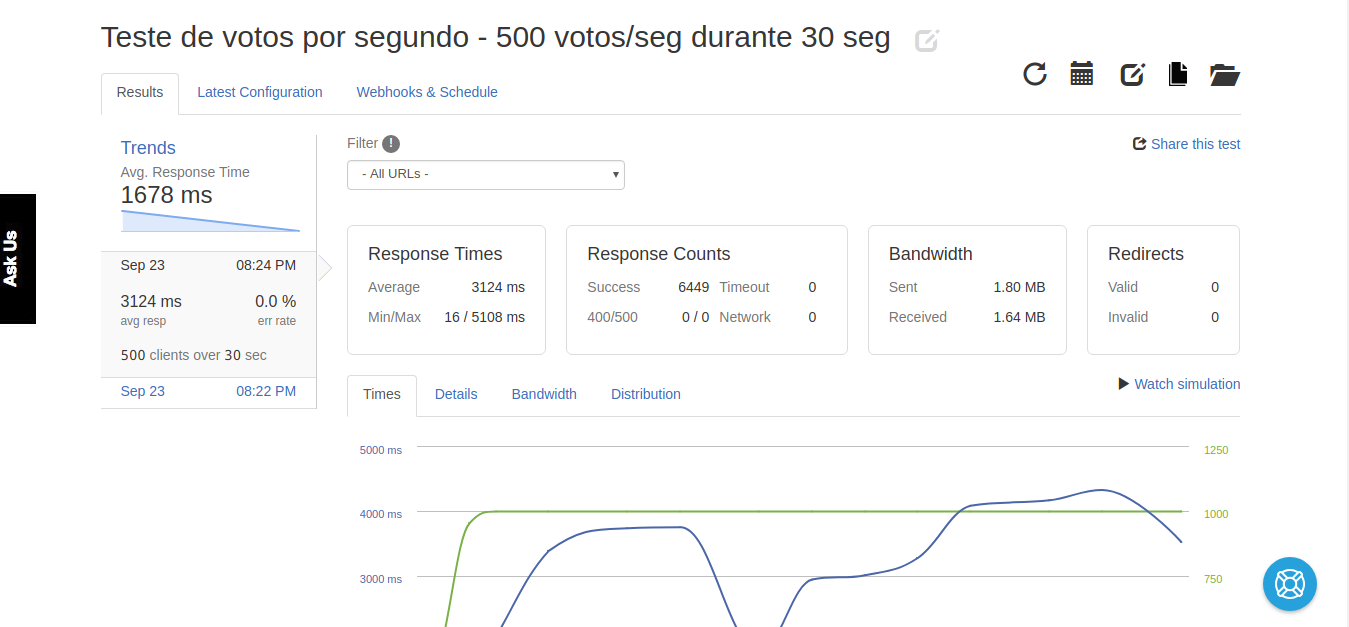 Teste de votos por segundo - 500 votos/seg durante 30 seg
Results
Latest Configuration
Webhooks & Schedule
Ask Us
Trends
Avg. Response Time
1678 ms
Sep 23 08:24 PM
3124 ms 0.0 %
avg resp err rate
500 clients over 30 sec
Sep 23 08:22 PM
Filter !
- All URLs -
Share this test
Response Times
Average 3124 ms
Min/Max 16 / 5108 ms
Response Counts
Success 6449 Timeout 0
400/500 0 / 0 Network 0
Bandwidth
Sent 1.80 MB
Received 1.64 MB
Redirects
Valid 0
Invalid 0
Times
Details
Bandwidth
Distribution
Watch simulation
5000 ms 1250
4000 ms 1000
3000 ms 750